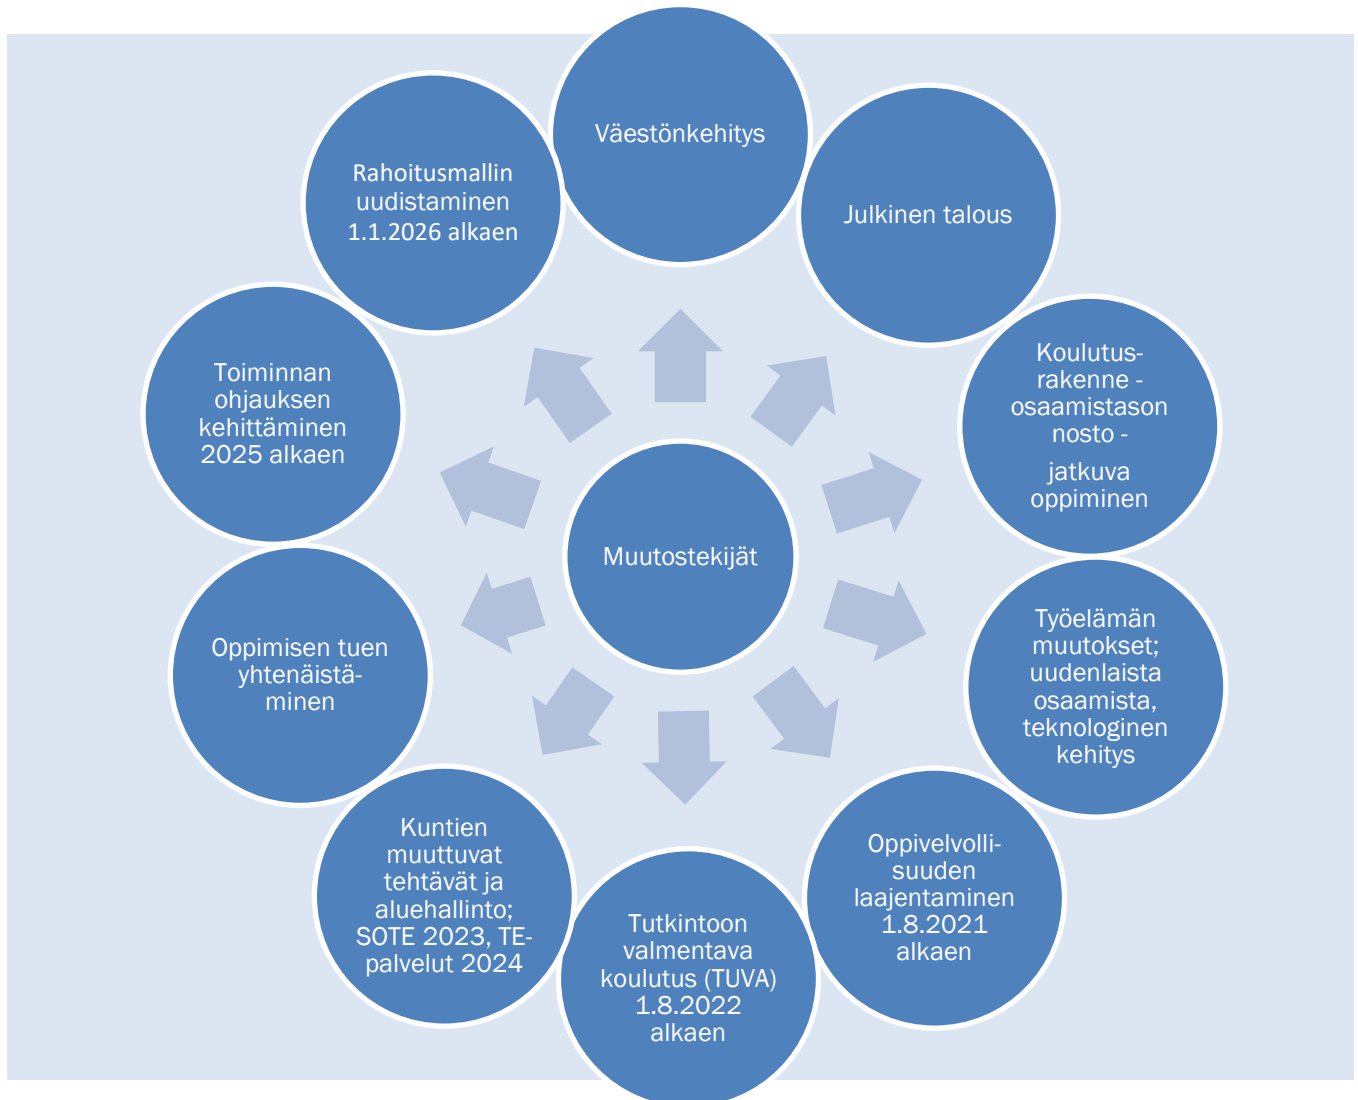 Väestönkehitys
Julkinen talous
Koulutus-
rakenne -
osaamistason
nosto -
jatkuva
oppiminen
Työelämän
muutokset;
uudenlaista
osaamista,
teknologinen
kehitys
Oppivelvolli-
suuden
laajentaminen
1.8.2021
alkaen
Tutkintoon
valmentava
koulutus (TUVA)
1.8.2022
alkaen
Kuntien
muuttuvat
tehtävät ja
aluehallinto;
SOTE 2023, TE-
palvelut 2024
Oppimisen tuen
yhtenäistä-
minen
Toiminnan
ohjauksen
kehittäminen
2025 alkaen
Rahoitusmallin
uudistaminen
1.1.2026 alkaen
Muutostekijät